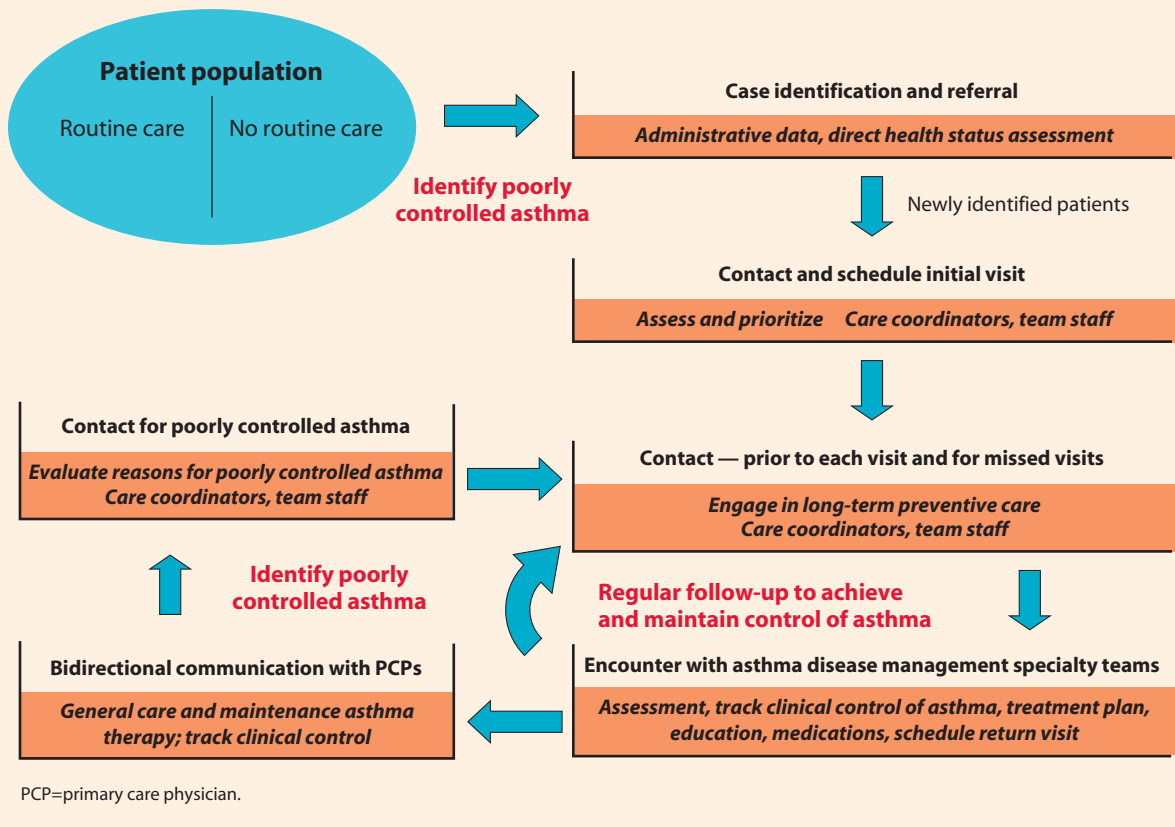 Patient population
Routine care
No routine care
Identify poorly
controlled asthma
Case identification and referral
Administrative data, direct health status assessment
Newly identified patients
Contact and schedule initial visit
Assess and prioritize Care coordinators, team staff
Contact — prior to each visit and for missed visits
Engage in long-term preventive care
Care coordinators, team staff
Contact for poorly controlled asthma
Evaluate reasons for poorly controlled asthma
Care coordinators, team staff
Identify poorly
controlled asthma
Regular follow-up to achieve
and maintain control of asthma
Encounter with asthma disease management specialty teams
Assessment, track clinical control of asthma, treatment plan,
education, medications, schedule return visit
Bidirectional communication with PCPs
General care and maintenance asthma
therapy; track clinical control
PCP=primary care physician.